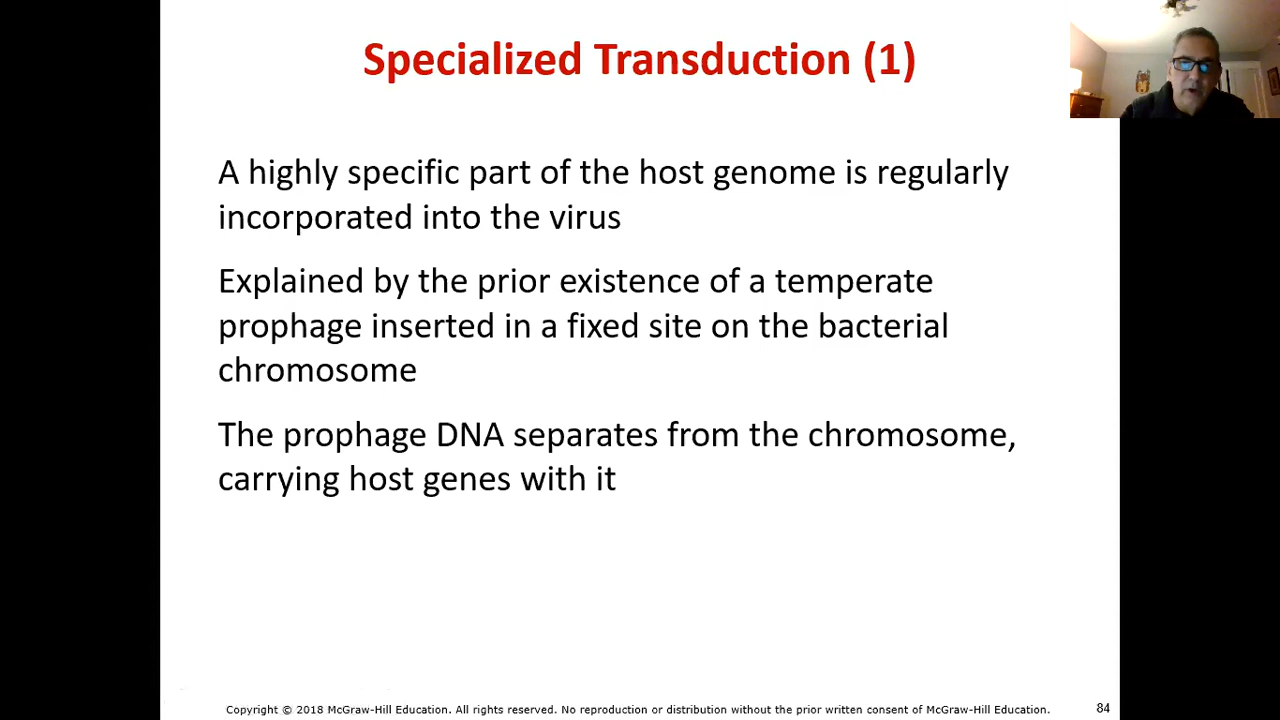 Specialized Transduction (1)
A highly specific part of the host genome is regularly
incorporated into the virus
Explained by the prior existence of a temperate
prophage inserted in a fixed site on the bacterial
chromosome
The prophage DNA separates from the chromosome,
carrying host genes with it
Copyright © 2018 McGraw-Hill Education. All rights reserved. No reproduction or distribution without the prior written consent of McGraw-Hill Education.
84